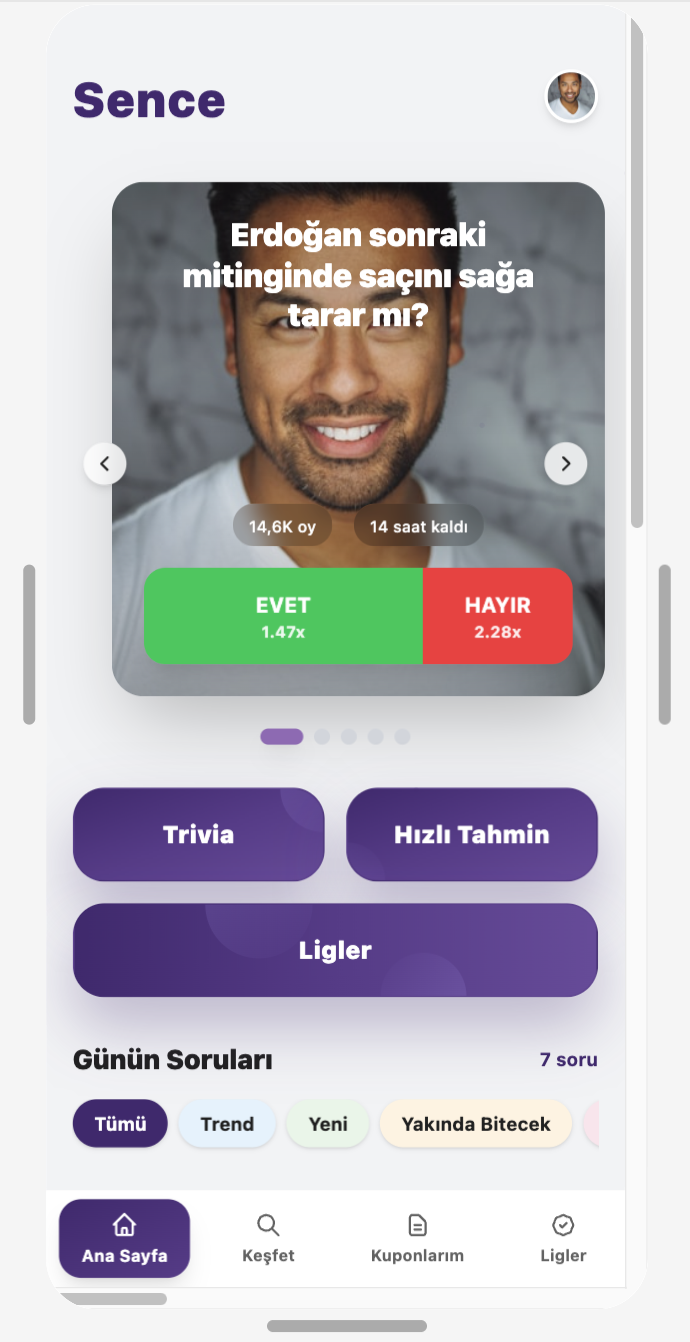 Sence
Erdoğan sonraki
mitinginde saçını sağa
tarar mı?
14,6K oy
14 saat kaldı
EVET
1.47x
HAYIR
2.28x
Trivia
Hızlı Tahmin
Ligler
Günün Soruları
7 soru
Tümü
Trend
Yeni
Yakında Bitecek
Ana Sayfa
Keşfet
Kuponlarım
Ligler